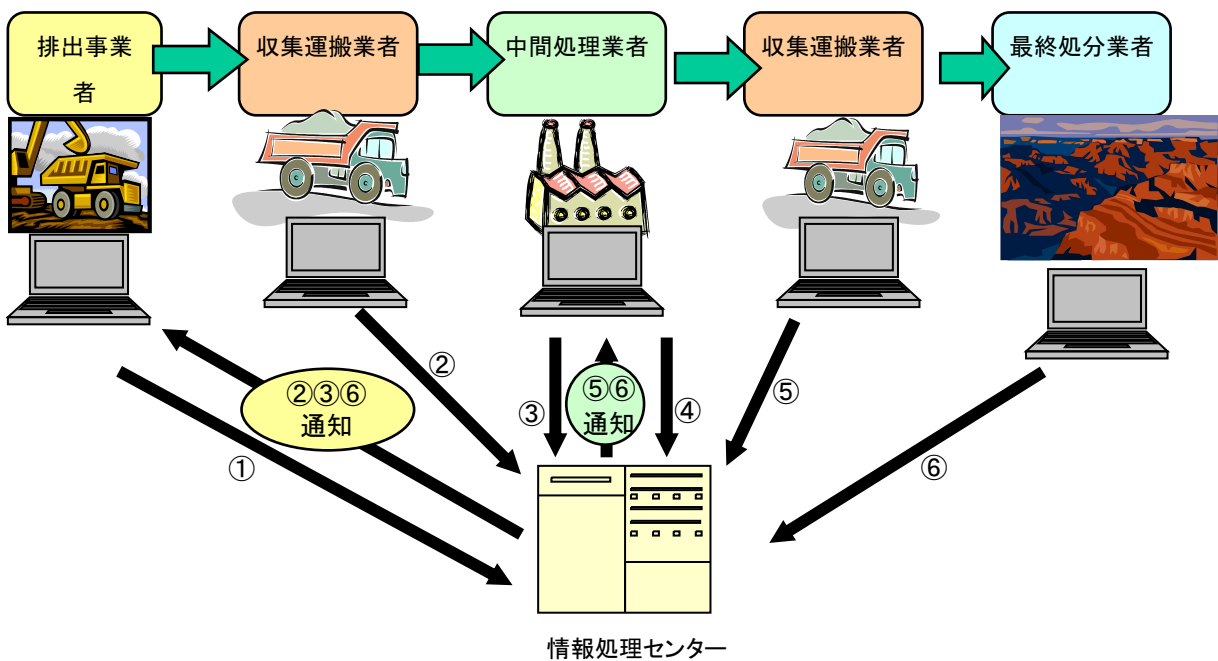 排出事業
者
収集運搬業者
中間処理業者
収集運搬業者
最終処分業者
②
②③⑥
通知
③
⑤⑥
通知
④
⑤
①
⑥
情報処理センター